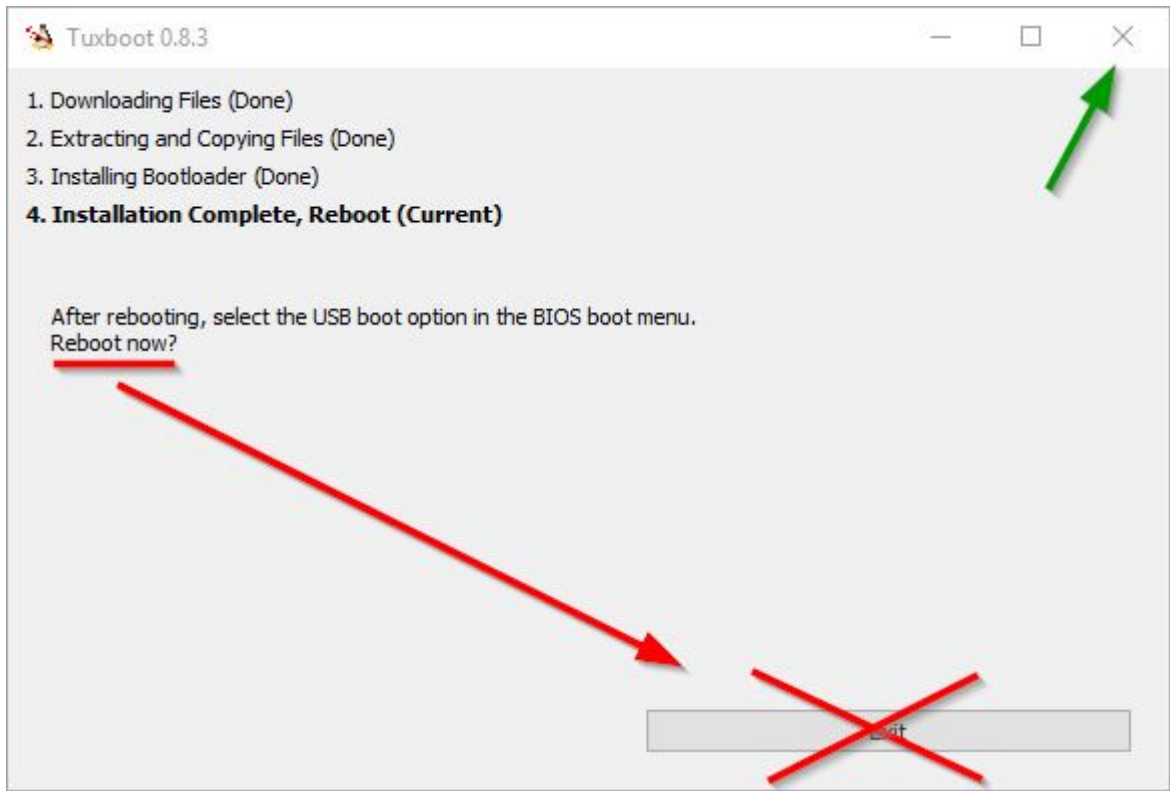 Tuxboot 0.8.3
1. Downloading Files (Done)
2. Extracting and Copying Files (Done)
3. Installing Bootloader (Done)
4. Installation Complete, Reboot (Current)
After rebooting, select the USB boot option in the BIOS boot menu.
Reboot now?
Exit